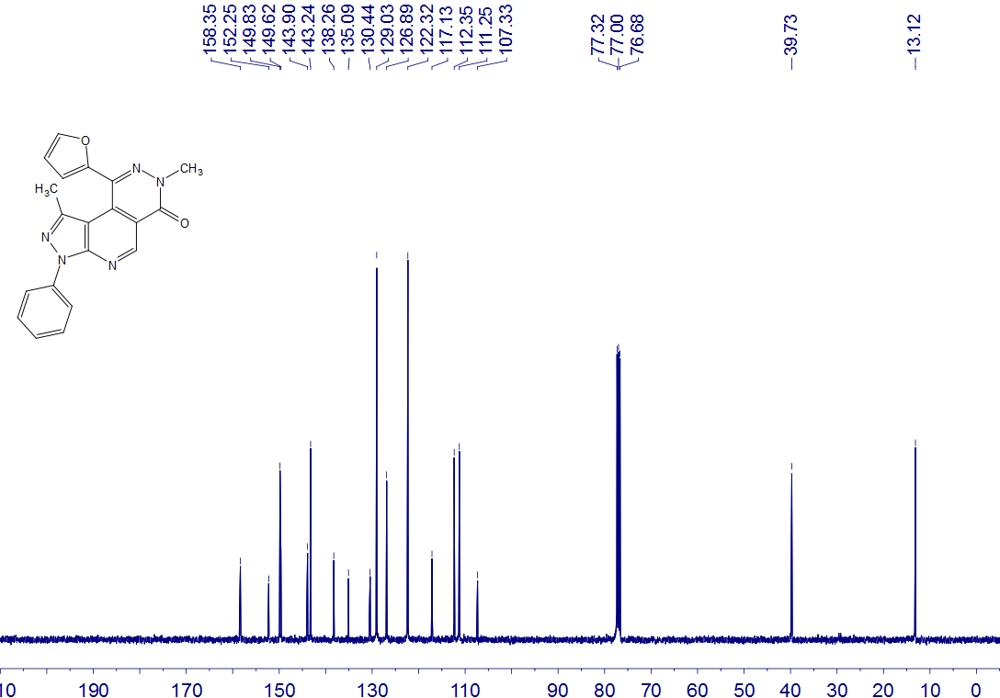 158.35
152.25
149.83
149.62
143.90
143.24
138.26
135.09
130.44
129.03
126.89
122.32
117.13
112.35
111.25
107.33
77.32
77.00
76.68
39.73
13.12
O
N
N
CH3
H3C
O
N
N
N
10 190 170 150 130 110 90 80 70 60 50 40 30 20 10 0